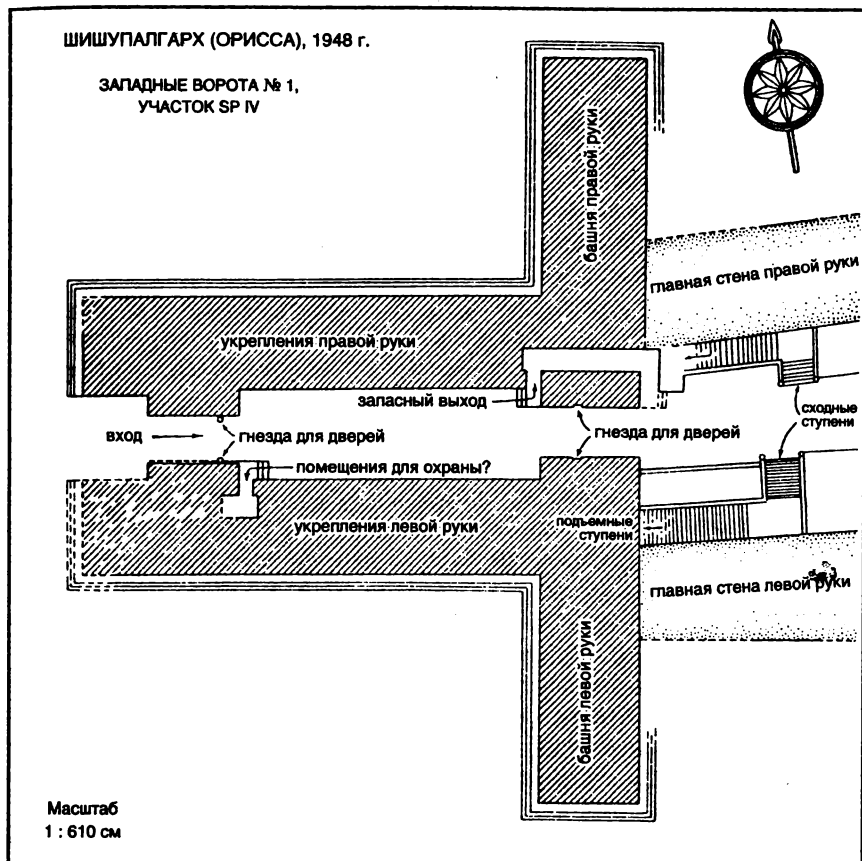 ШИШУПАЛГАРХ (ОРИССА), 1948 г.
ЗАПАДНЫЕ ВОРОТА № 1,
УЧАСТОК SP IV
башня правой руки
главная стена правой руки
укрепления правой руки
запасный выход
сходные
ступени
вход
гнезда для дверей
гнезда для дверей
помещения для охраны?
укрепления левой руки
подъемные
ступени
главная стена левой руки
башня левой руки
Масштаб
1 : 610 см